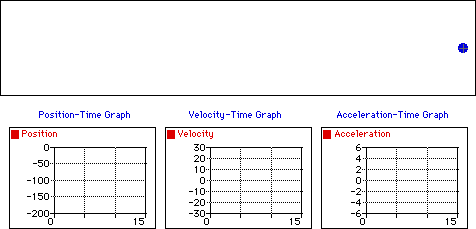 Position-Time Graph Velocity-Time Graph Acceleration-Time Graph
Position Velocity Acceleration
0 30 6
-50 20 4
10 2
-100 0 0
-10 -2
-150 -20 -4
-200 -30 -6
0 15 0 15 0 15